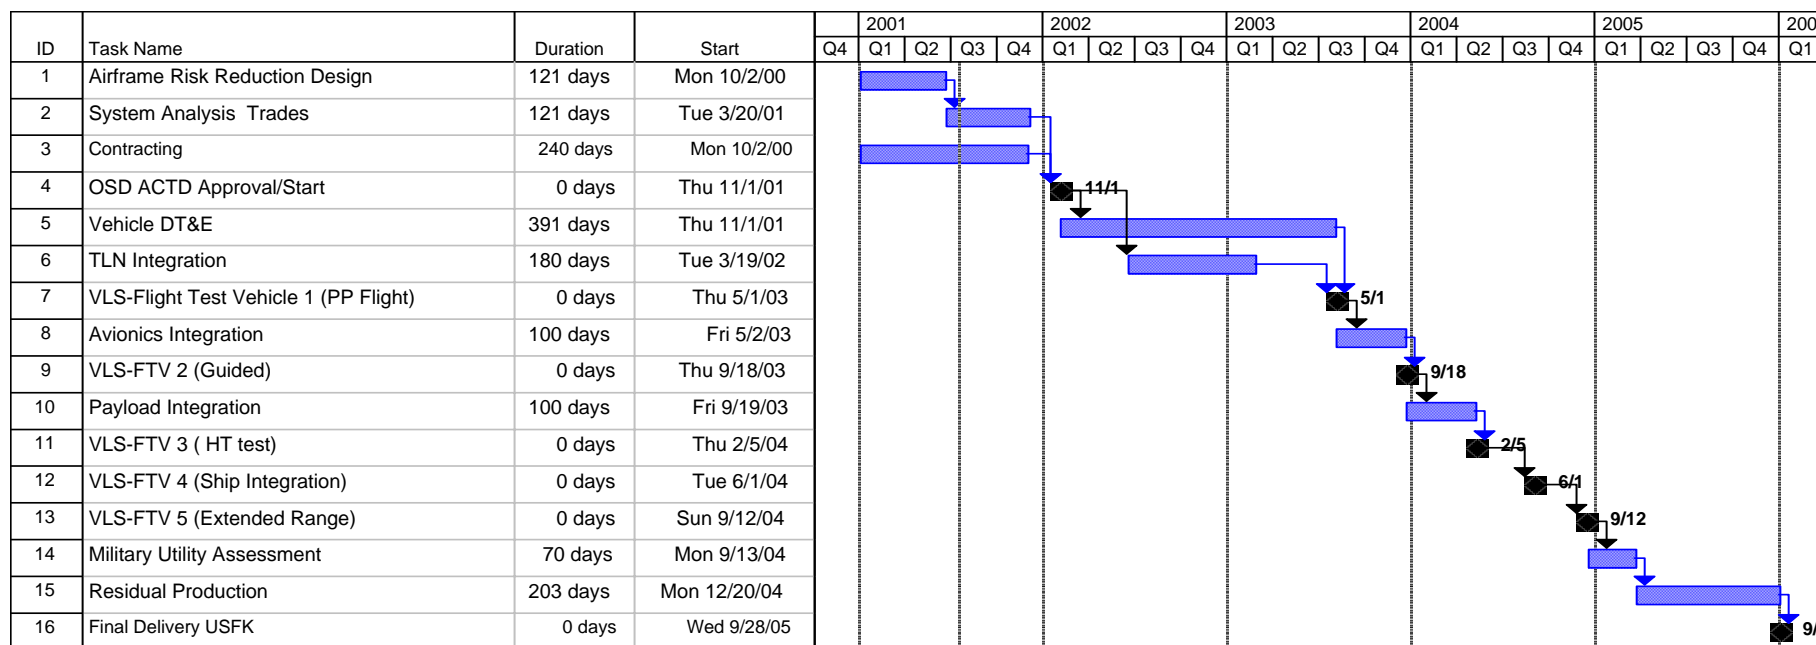 2001 2002 2003 2004 2005 200
ID Task Name Duration Start Q4 Q1 Q2 Q3 Q4 Q1 Q2 Q3 Q4 Q1 Q2 Q3 Q4 Q1 Q2 Q3 Q4 Q1 Q2 Q3 Q4 Q1
1 Airframe Risk Reduction Design 121 days Mon 10/2/00
2 System Analysis Trades 121 days Tue 3/20/01
3 Contracting 240 days Mon 10/2/00
4 OSD ACTD Approval/Start 0 days Thu 11/1/01 11/1
5 Vehicle DT&E 391 days Thu 11/1/01
6 TLN Integration 180 days Tue 3/19/02
7 VLS-Flight Test Vehicle 1 (PP Flight) 0 days Thu 5/1/03 5/1
8 Avionics Integration 100 days Fri 5/2/03
9 VLS-FTV 2 (Guided) 0 days Thu 9/18/03 9/18
10 Payload Integration 100 days Fri 9/19/03
11 VLS-FTV 3 ( HT test) 0 days Thu 2/5/04 2/5
12 VLS-FTV 4 (Ship Integration) 0 days Tue 6/1/04 6/1
13 VLS-FTV 5 (Extended Range) 0 days Sun 9/12/04 9/12
14 Military Utility Assessment 70 days Mon 9/13/04
15 Residual Production 203 days Mon 12/20/04
16 Final Delivery USFK 0 days Wed 9/28/05 9/